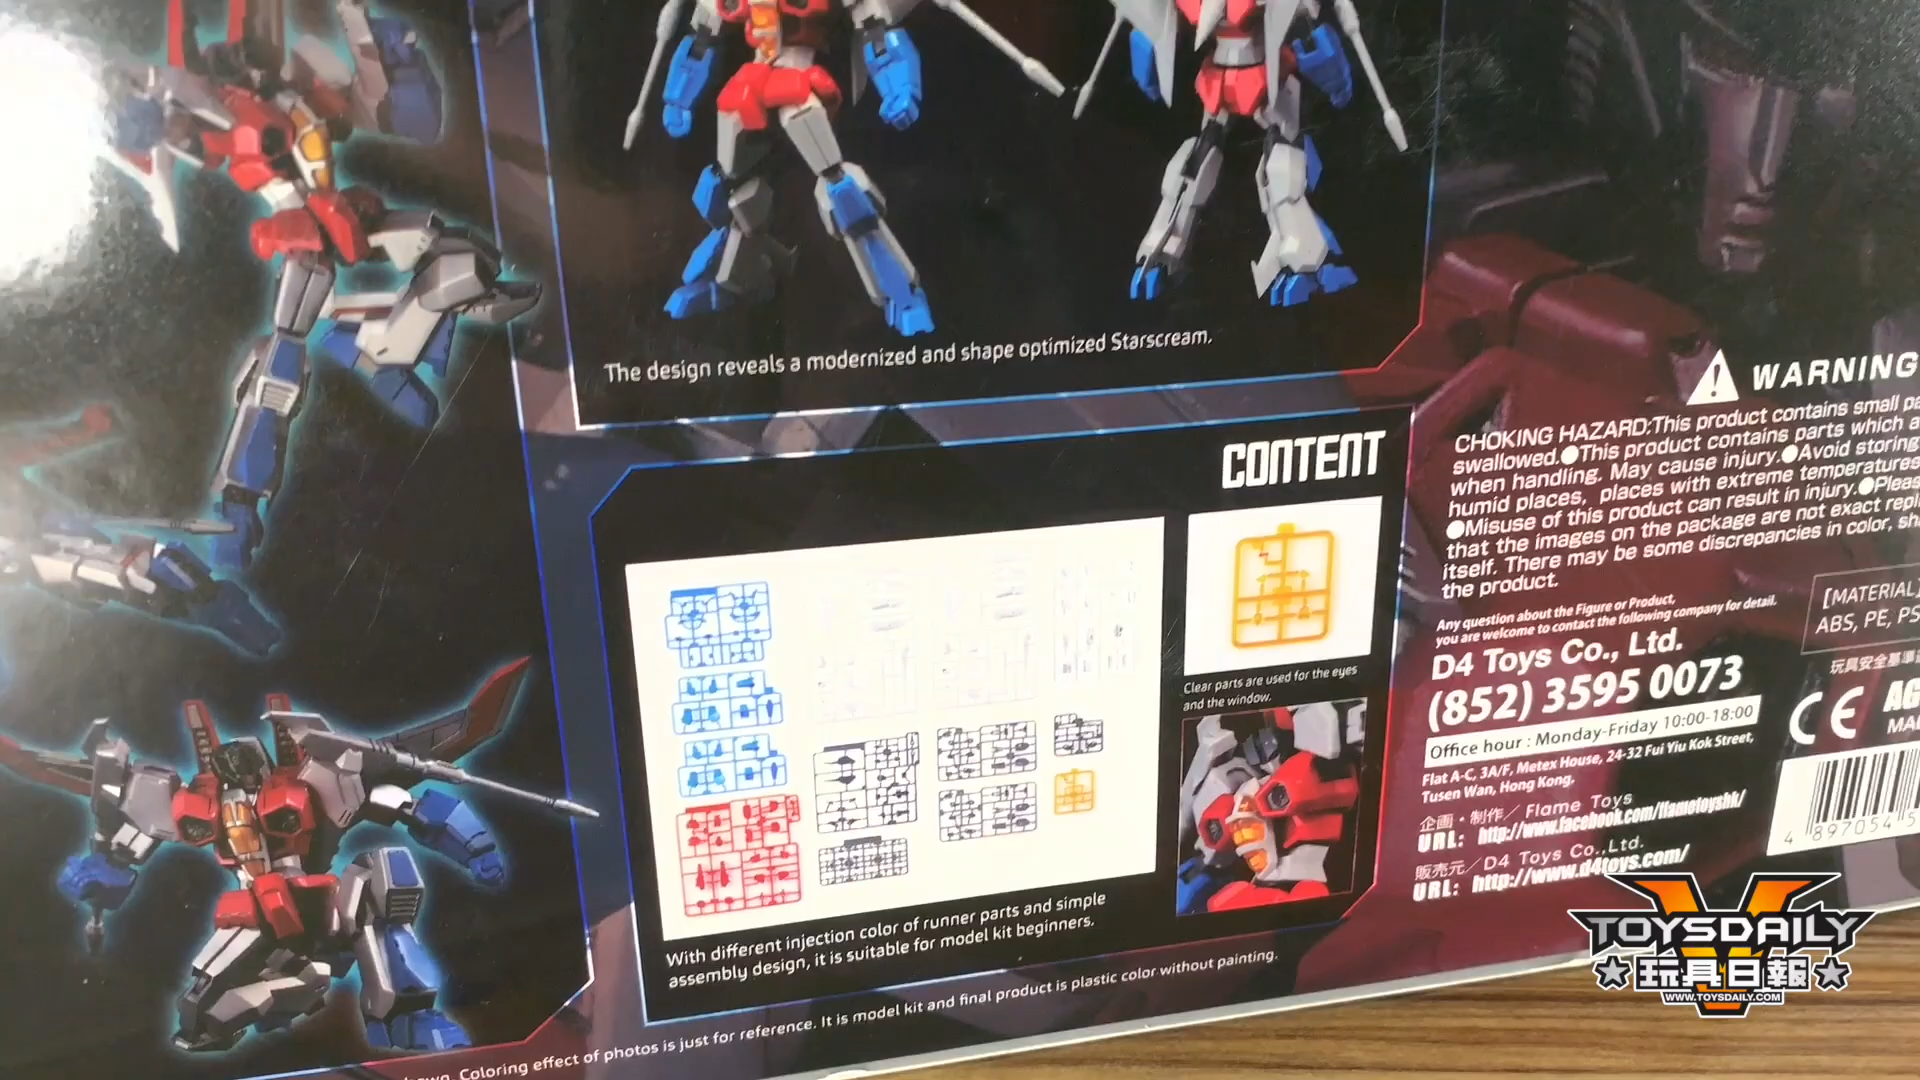 The design reveals a modernized and shape optimized Starscream.
CONTENT
Clear parts are used for the eyes
and the window.
With different injection color of runner parts and simple
assembly design, it is suitable for model kit beginners.
Coloring effect of photos is just for reference. It is model kit and final product is plastic color without painting.
WARNING
CHOKING HAZARD:This product contains small
swallowed.●This product contains parts which
when handling. May cause injury.●Avoid storing
humid places, places with extreme temperatures
●Misuse of this product can result in injury.●
that the images on the package are not exact
itself. There may be some discrepancies in color,
the product.
Any question about the Figure or Product,
you are welcome to contact the following company for detail.
D4 Toys Co., Ltd.
(852) 3595 0073
Office hour : Monday-Friday 10:00-18:00
Flat A-C, 3A/F, Metex House, 24-32 Fui Yiu Kok Street,
Tusen Wan, Hong Kong.
企画・制作／ Flame Toys
URL: http://www.facebook.com/flametoyshk/
販売元／D4 Toys Co.,Ltd.
URL: http://www.d4toys.com/
[MATERIAL]
ABS, PE, PS
玩具安全基準
CE
4 897054 5
TOYSDAILY
玩具日報
WWW.TOYSDAILY.COM